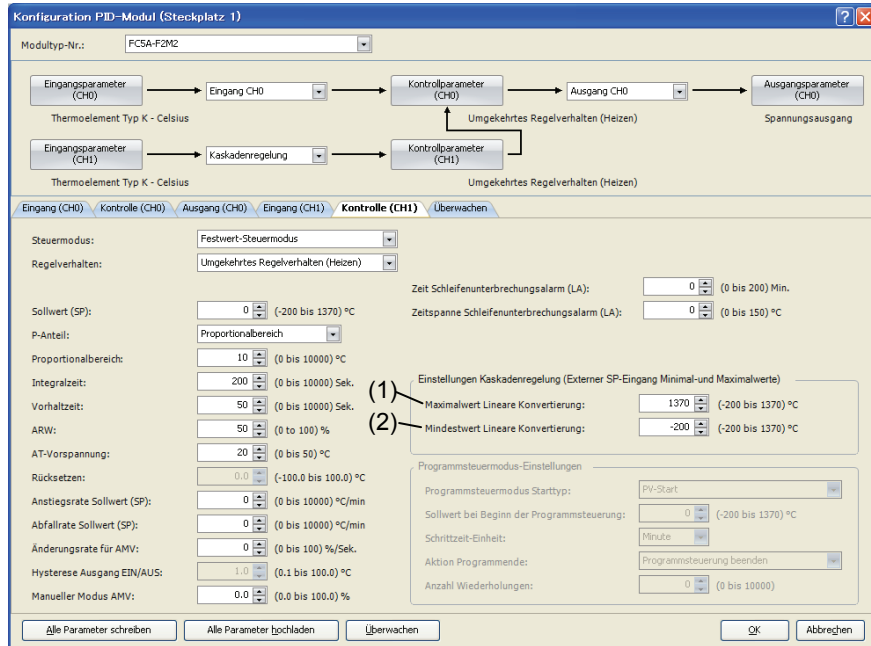 Konfiguration PID-Modul (Steckplatz 1)
Modultyp-Nr.: FC5A-F2M2
Eingangsparameter (CH0) Eingang CH0 Kontrollparameter (CH0) Ausgang CH0 Ausgangsparameter (CH0)
Thermoelement Typ K - Celsius Umgekehrtes Regelverhalten (Heizen) Spannungsausgang
Eingangsparameter (CH1) Kaskadenregelung Kontrollparameter (CH1)
Thermoelement Typ K - Celsius Umgekehrtes Regelverhalten (Heizen)
Eingang (CH0) Kontrolle (CH0) Ausgang (CH0) Eingang (CH1) Kontrolle (CH1) Überwachen
Steuermodus: Festwert-Steuermodus
Regelverhalten: Umgekehrtes Regelverhalten (Heizen)
Zeit Schleifenunterbrechungsalarm (LA): 0 (0 bis 200) Min.
Sollwert (SP): 0 (-200 bis 1370) °C
Zeitspanne Schleifenunterbrechungsalarm (LA): 0 (0 bis 150) °C
P-Anteil: Proportionalbereich
Proportionalbereich: 10 (0 bis 10000) °C
Integralzeit: 200 (0 bis 10000) Sek.
Vorhaltzeit: 50 (0 bis 10000) Sek.
ARW: 50 (0 to 100) %
AT-Vorspannung: 20 (0 bis 50) °C
Rücksetzen: 0.0 (-100.0 bis 100.0) °C
Anstiegsrate Sollwert (SP): 0 (0 bis 10000) °C/min
Abfallrate Sollwert (SP): 0 (0 bis 10000) °C/min
Änderungsrate für AMV: 0 (0 bis 100) %/Sek.
Hysterese Ausgang EIN/AUS: 1.0 (0.1 bis 100.0) °C
Manueller Modus AMV: 0.0 (0.0 bis 100.0) %
Einstellungen Kaskadenregelung (Externer SP-Eingang Minimal-und Maximalwerte)
(1) Maximalwert Lineare Konvertierung: 1370 (-200 bis 1370) °C
(2) Mindestwert Lineare Konvertierung: -200 (-200 bis 1370) °C
Programmsteuermodus-Einstellungen
Programmsteuermodus Starttyp: PV-Start
Sollwert bei Beginn der Programmsteuerung: 0 (-200 bis 1370) °C
Schrittzeit-Einheit: Minute
Aktion Programmende: Programmsteuerung beenden
Anzahl Wiederholungen: 0 (0 bis 10000)
Alle Parameter schreiben Alle Parameter hochladen Überwachen OK Abbrechen